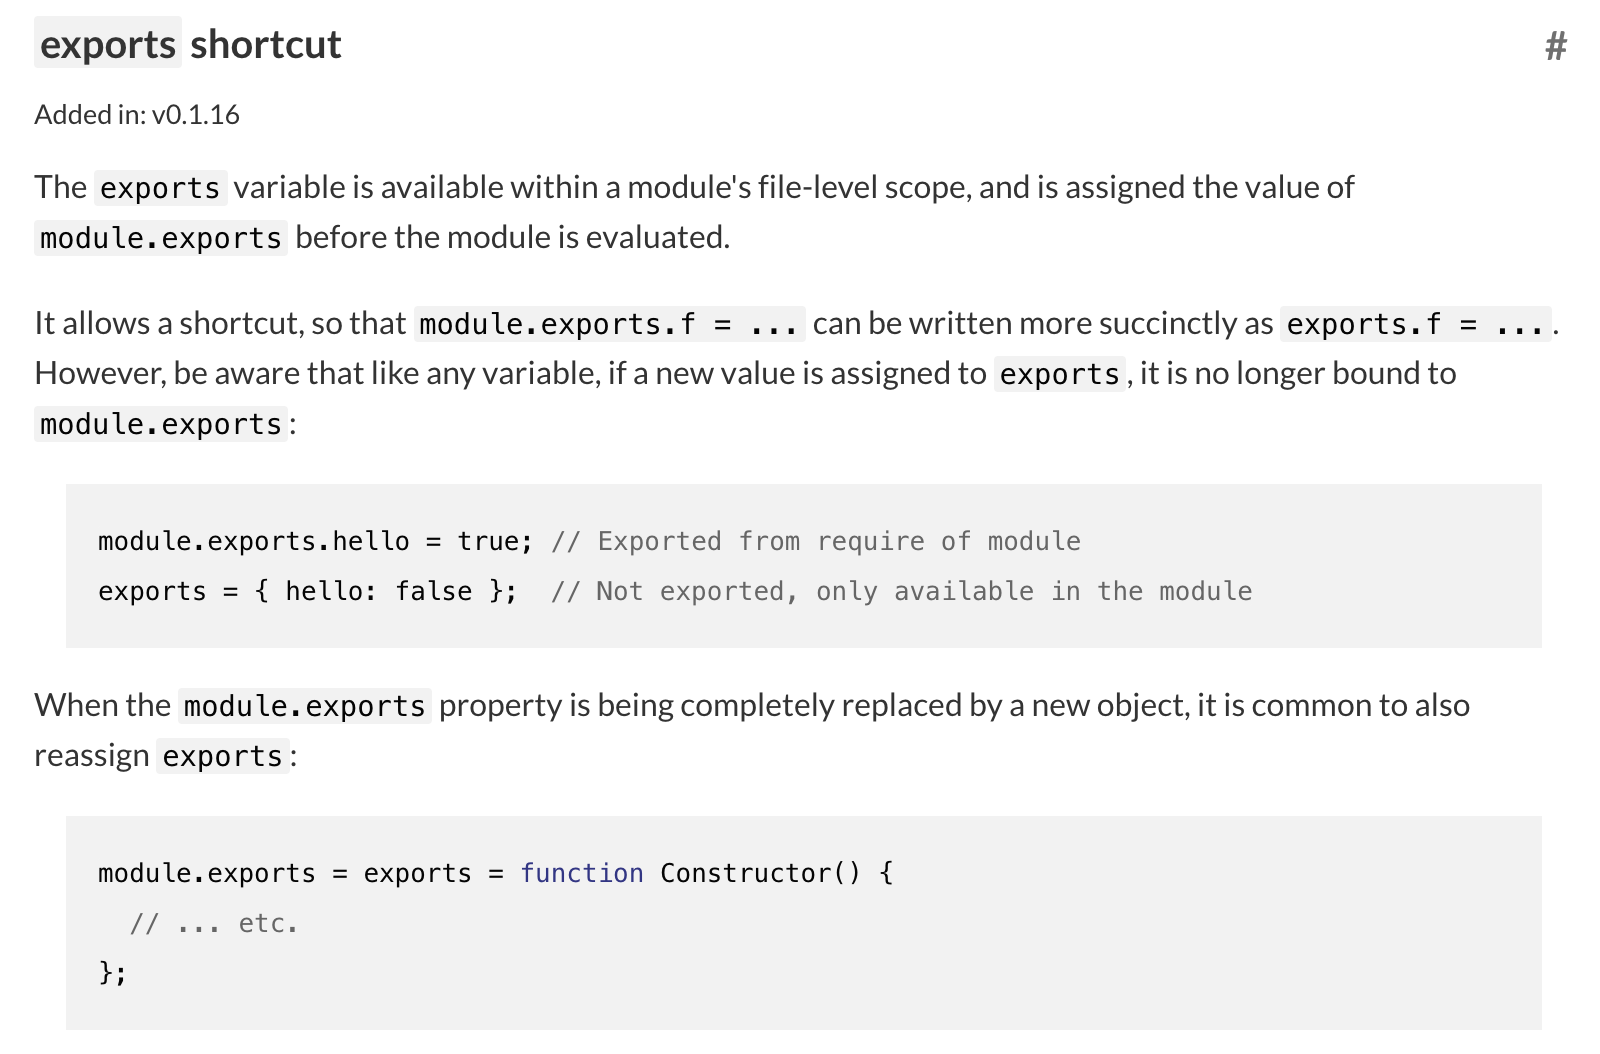 exports shortcut #
Added in: v0.1.16
The exports variable is available within a module's file-level scope, and is assigned the value of
module.exports before the module is evaluated.
It allows a shortcut, so that module.exports.f = ... can be written more succinctly as exports.f = ... .
However, be aware that like any variable, if a new value is assigned to exports, it is no longer bound to
module.exports:
module.exports.hello = true; // Exported from require of module
exports = { hello: false };  // Not exported, only available in the module
When the module.exports property is being completely replaced by a new object, it is common to also
reassign exports:
module.exports = exports = function Constructor() {
  // ... etc.
};